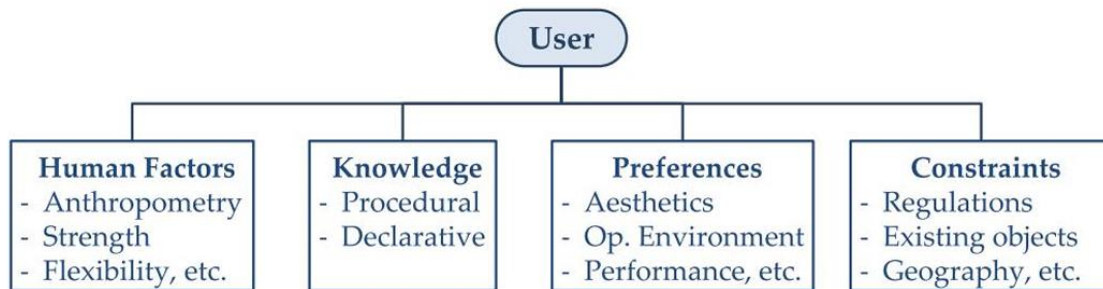 User
Human Factors
- Anthropometry
- Strength
- Flexibility, etc.
Knowledge
- Procedural
- Declarative
Preferences
- Aesthetics
- Op. Environment
- Performance, etc.
Constraints
- Regulations
- Existing objects
- Geography, etc.